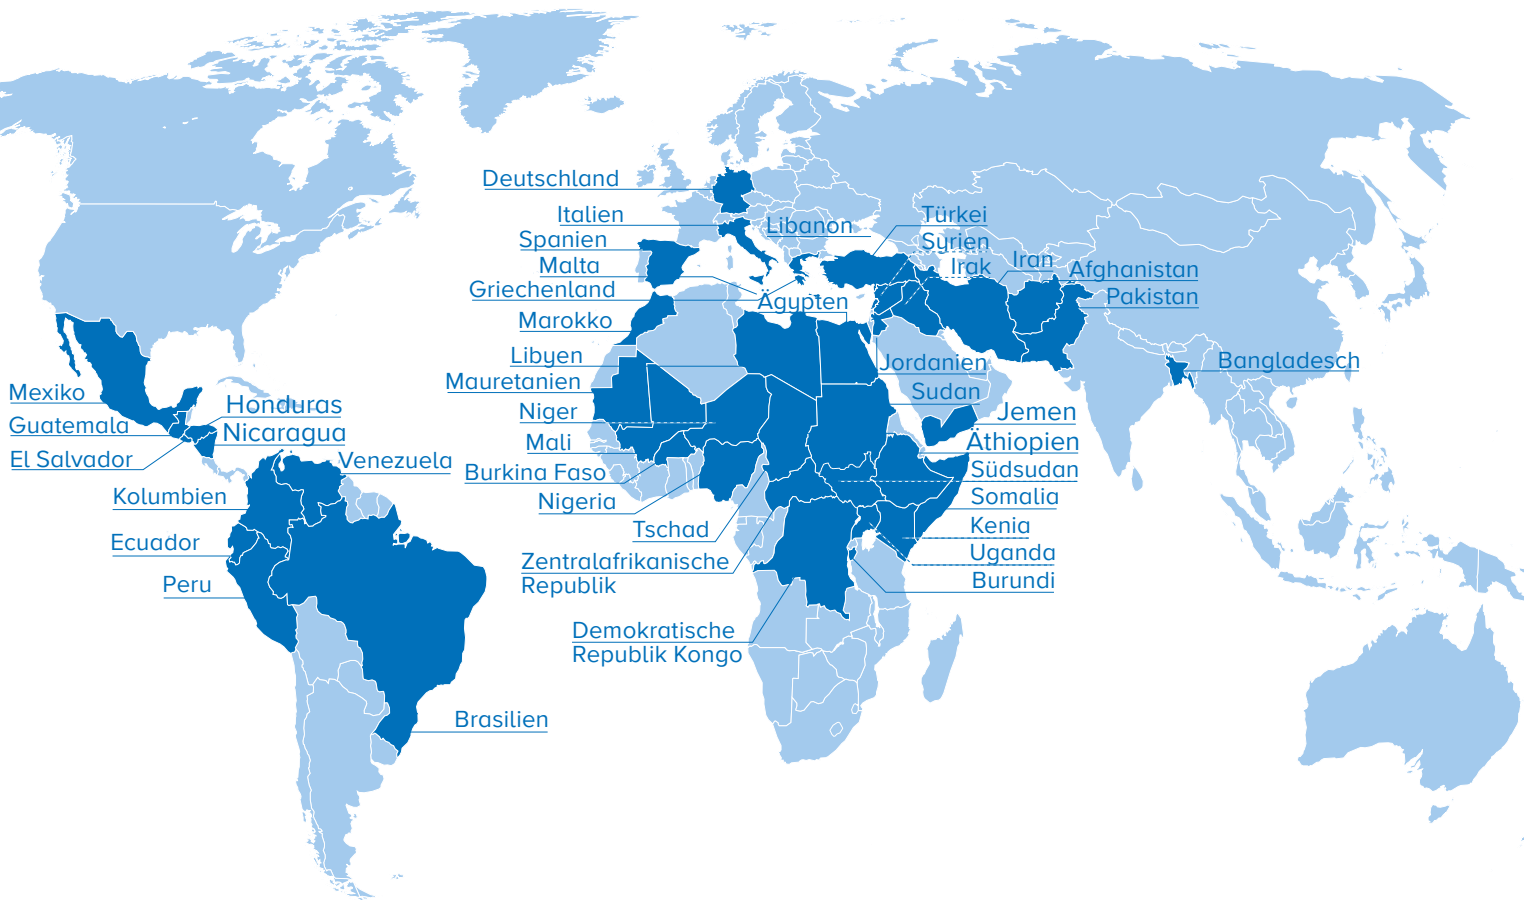 Deutschland
Italien
Spanien
Malta
Griechenland
Marokko
Libyen
Mauretanien
Niger
Mali
Burkina Faso
Nigeria
Tschad
Zentralafrikanische
Republik
Demokratische
Republik Kongo
Libanon
Ägypten
Türkei
Syrien
Irak
Iran
Afghanistan
Pakistan
Bangladesch
Jordanien
Sudan
Jemen
Äthiopien
Südsudan
Somalia
Kenia
Uganda
Burundi
Mexiko
Guatemala
El Salvador
Honduras
Nicaragua
Venezuela
Kolumbien
Ecuador
Peru
Brasilien